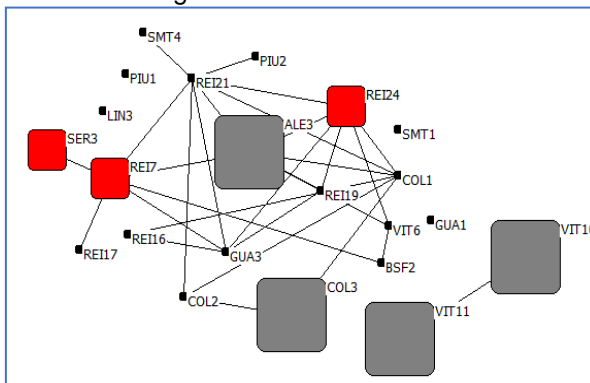 SMT4
PIU2
PIU1
REI21
REI24
LIN3
ALE3
SMT1
SER3
REI7
COL1
REI19
GUA1
VIT6
REI16
REI17
GUA3
BSF2
COL2
COL3
VIT11